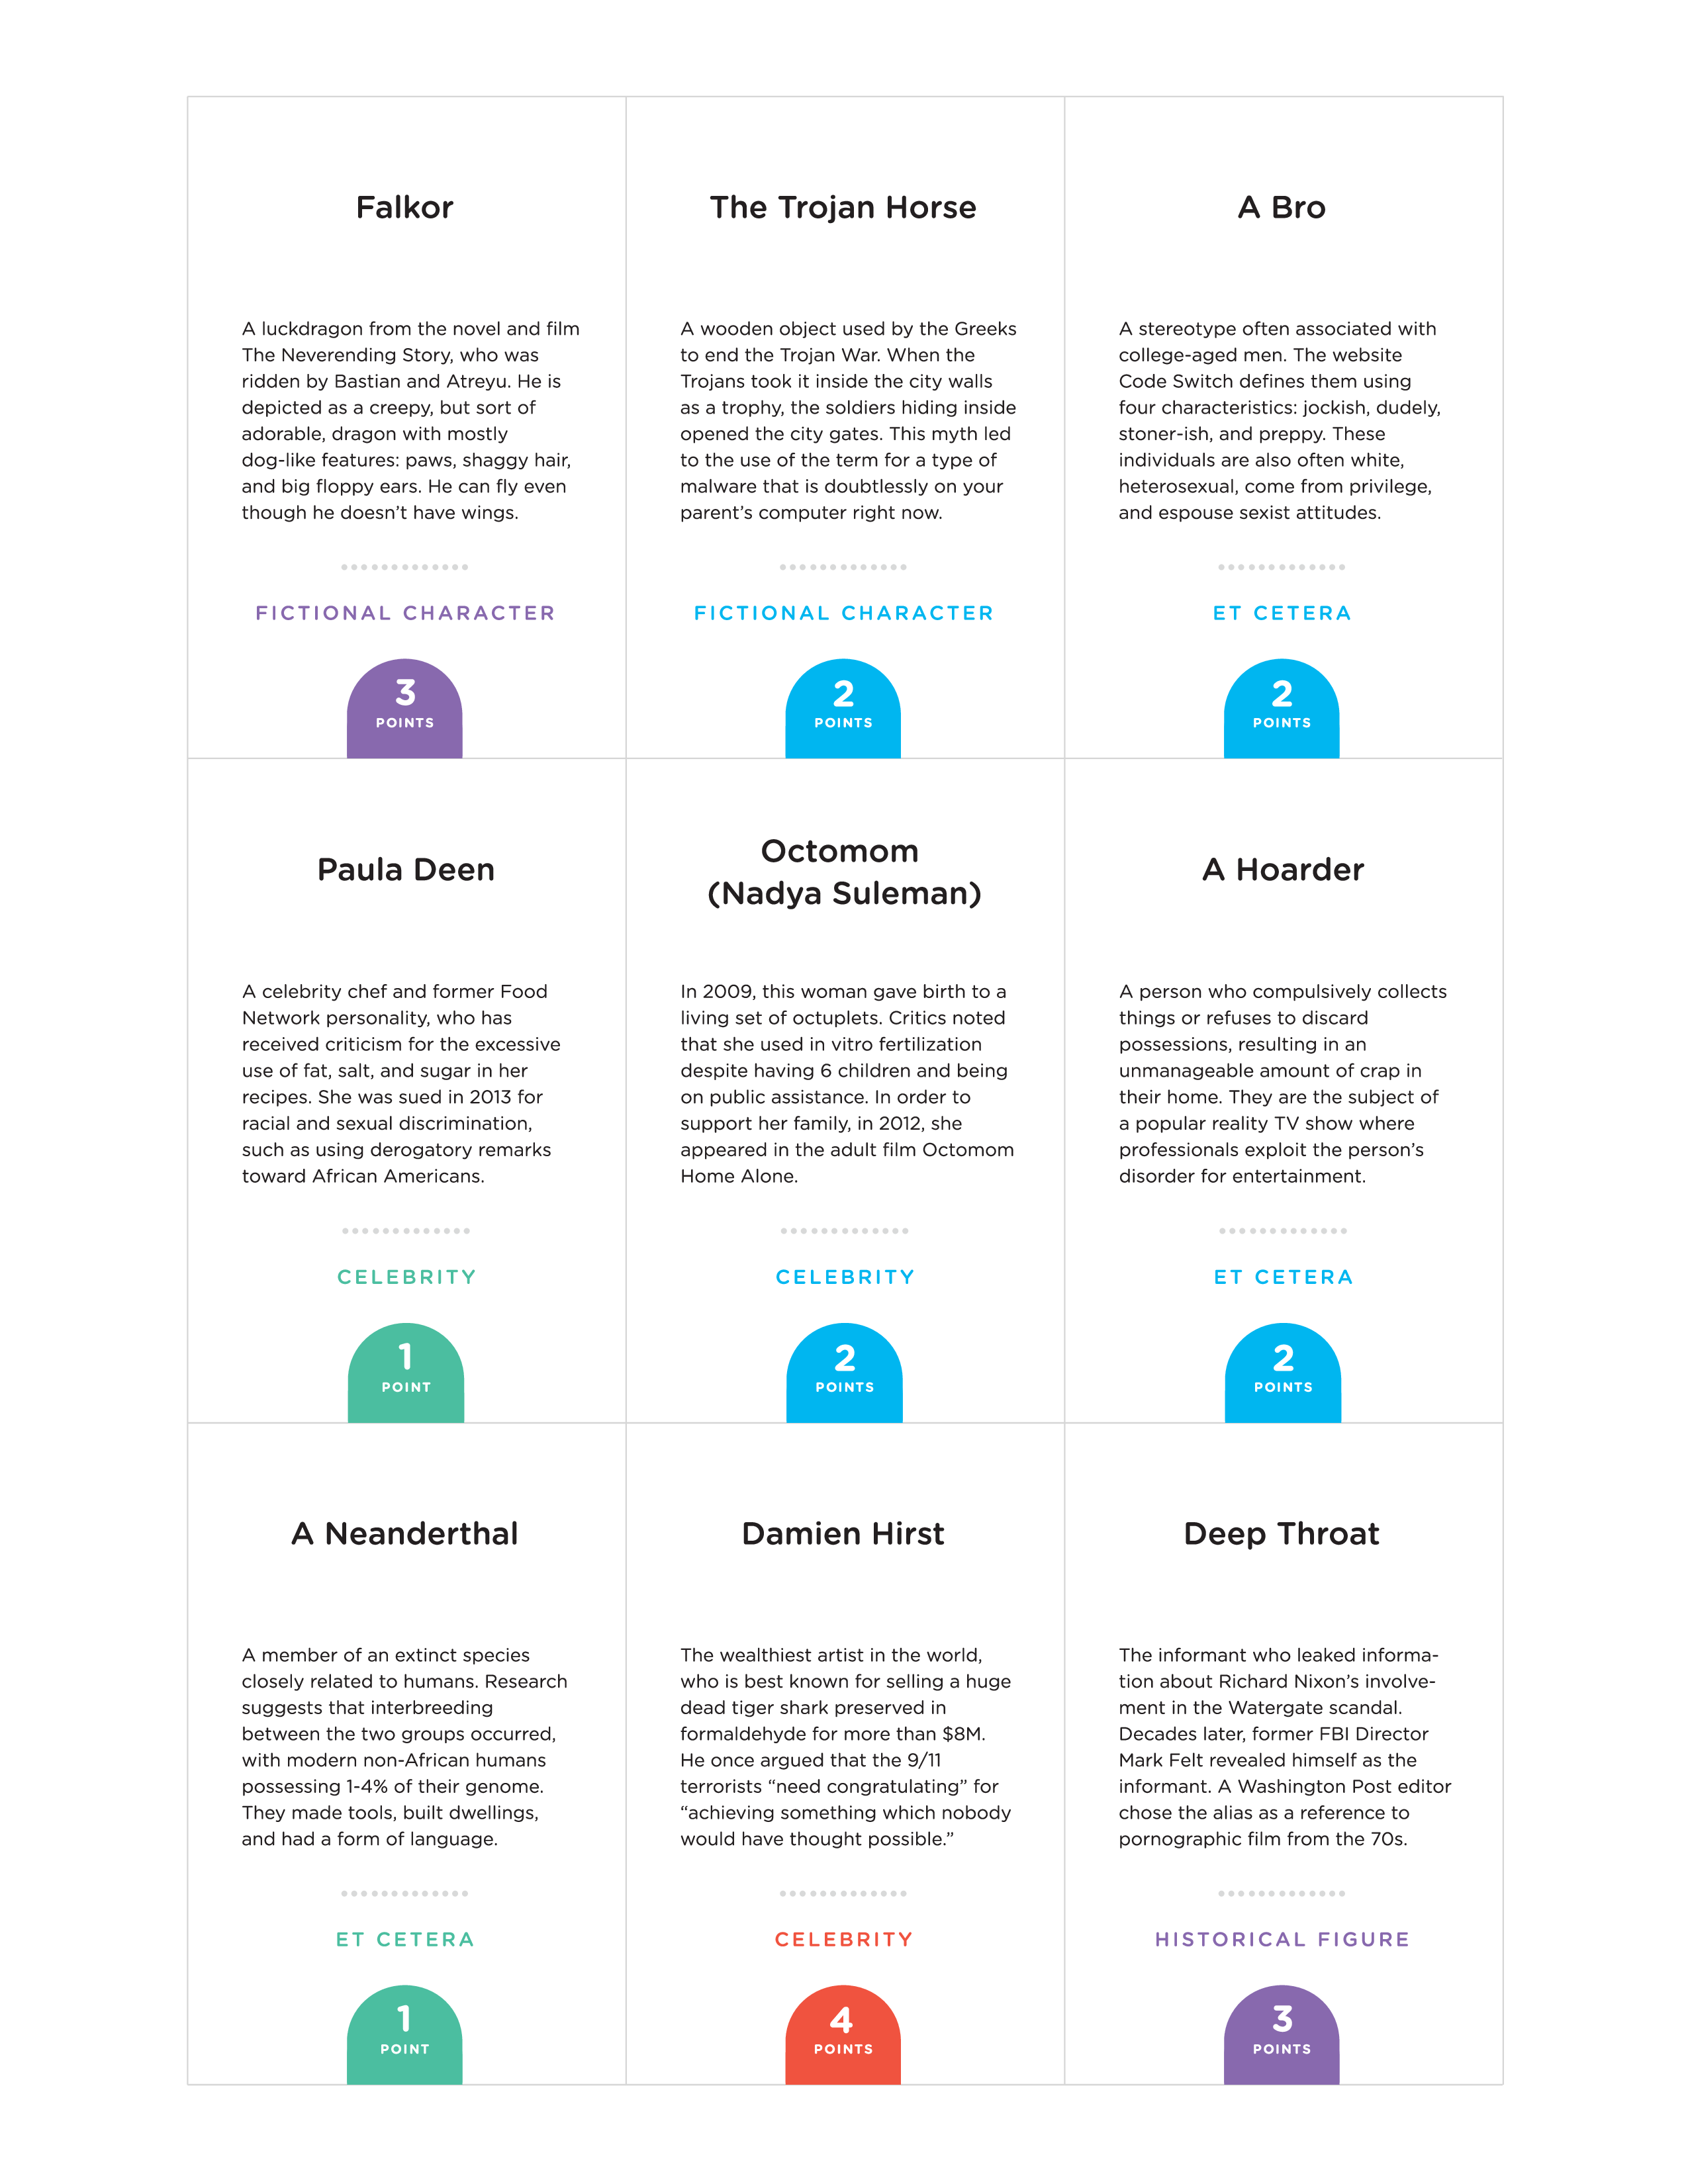 Falkor
A luckdragon from the novel and film
The Neverending Story, who was
ridden by Bastian and Atreyu. He is
depicted as a creepy, but sort of
adorable, dragon with mostly
dog-like features: paws, shaggy hair,
and big floppy ears. He can fly even
though he doesn’t have wings.
FICTIONAL CHARACTER
3
POINTS
The Trojan Horse
A wooden object used by the Greeks
to end the Trojan War. When the
Trojans took it inside the city walls
as a trophy, the soldiers hiding inside
opened the city gates. This myth led
to the use of the term for a type of
malware that is doubtlessly on your
parent’s computer right now.
FICTIONAL CHARACTER
2
POINTS
A Bro
A stereotype often associated with
college-aged men. The website
Code Switch defines them using
four characteristics: jockish, dudely,
stoner-ish, and preppy. These
individuals are also often white,
heterosexual, come from privilege,
and espouse sexist attitudes.
ET CETERA
2
POINTS
Paula Deen
A celebrity chef and former Food
Network personality, who has
received criticism for the excessive
use of fat, salt, and sugar in her
recipes. She was sued in 2013 for
racial and sexual discrimination,
such as using derogatory remarks
toward African Americans.
CELEBRITY
1
POINT
Octomom
(Nadya Suleman)
In 2009, this woman gave birth to a
living set of octuplets. Critics noted
that she used in vitro fertilization
despite having 6 children and being
on public assistance. In order to
support her family, in 2012, she
appeared in the adult film Octomom
Home Alone.
CELEBRITY
2
POINTS
A Hoarder
A person who compulsively collects
things or refuses to discard
possessions, resulting in an
unmanageable amount of crap in
their home. They are the subject of
a popular reality TV show where
professionals exploit the person’s
disorder for entertainment.
ET CETERA
2
POINTS
A Neanderthal
A member of an extinct species
closely related to humans. Research
suggests that interbreeding
between the two groups occurred,
with modern non-African humans
possessing 1-4% of their genome.
They made tools, built dwellings,
and had a form of language.
ET CETERA
1
POINT
Damien Hirst
The wealthiest artist in the world,
who is best known for selling a huge
dead tiger shark preserved in
formaldehyde for more than $8M.
He once argued that the 9/11
terrorists “need congratulating” for
“achieving something which nobody
would have thought possible.”
CELEBRITY
4
POINTS
Deep Throat
The informant who leaked informa-
tion about Richard Nixon’s involve-
ment in the Watergate scandal.
Decades later, former FBI Director
Mark Felt revealed himself as the
informant. A Washington Post editor
chose the alias as a reference to
pornographic film from the 70s.
HISTORICAL FIGURE
3
POINTS